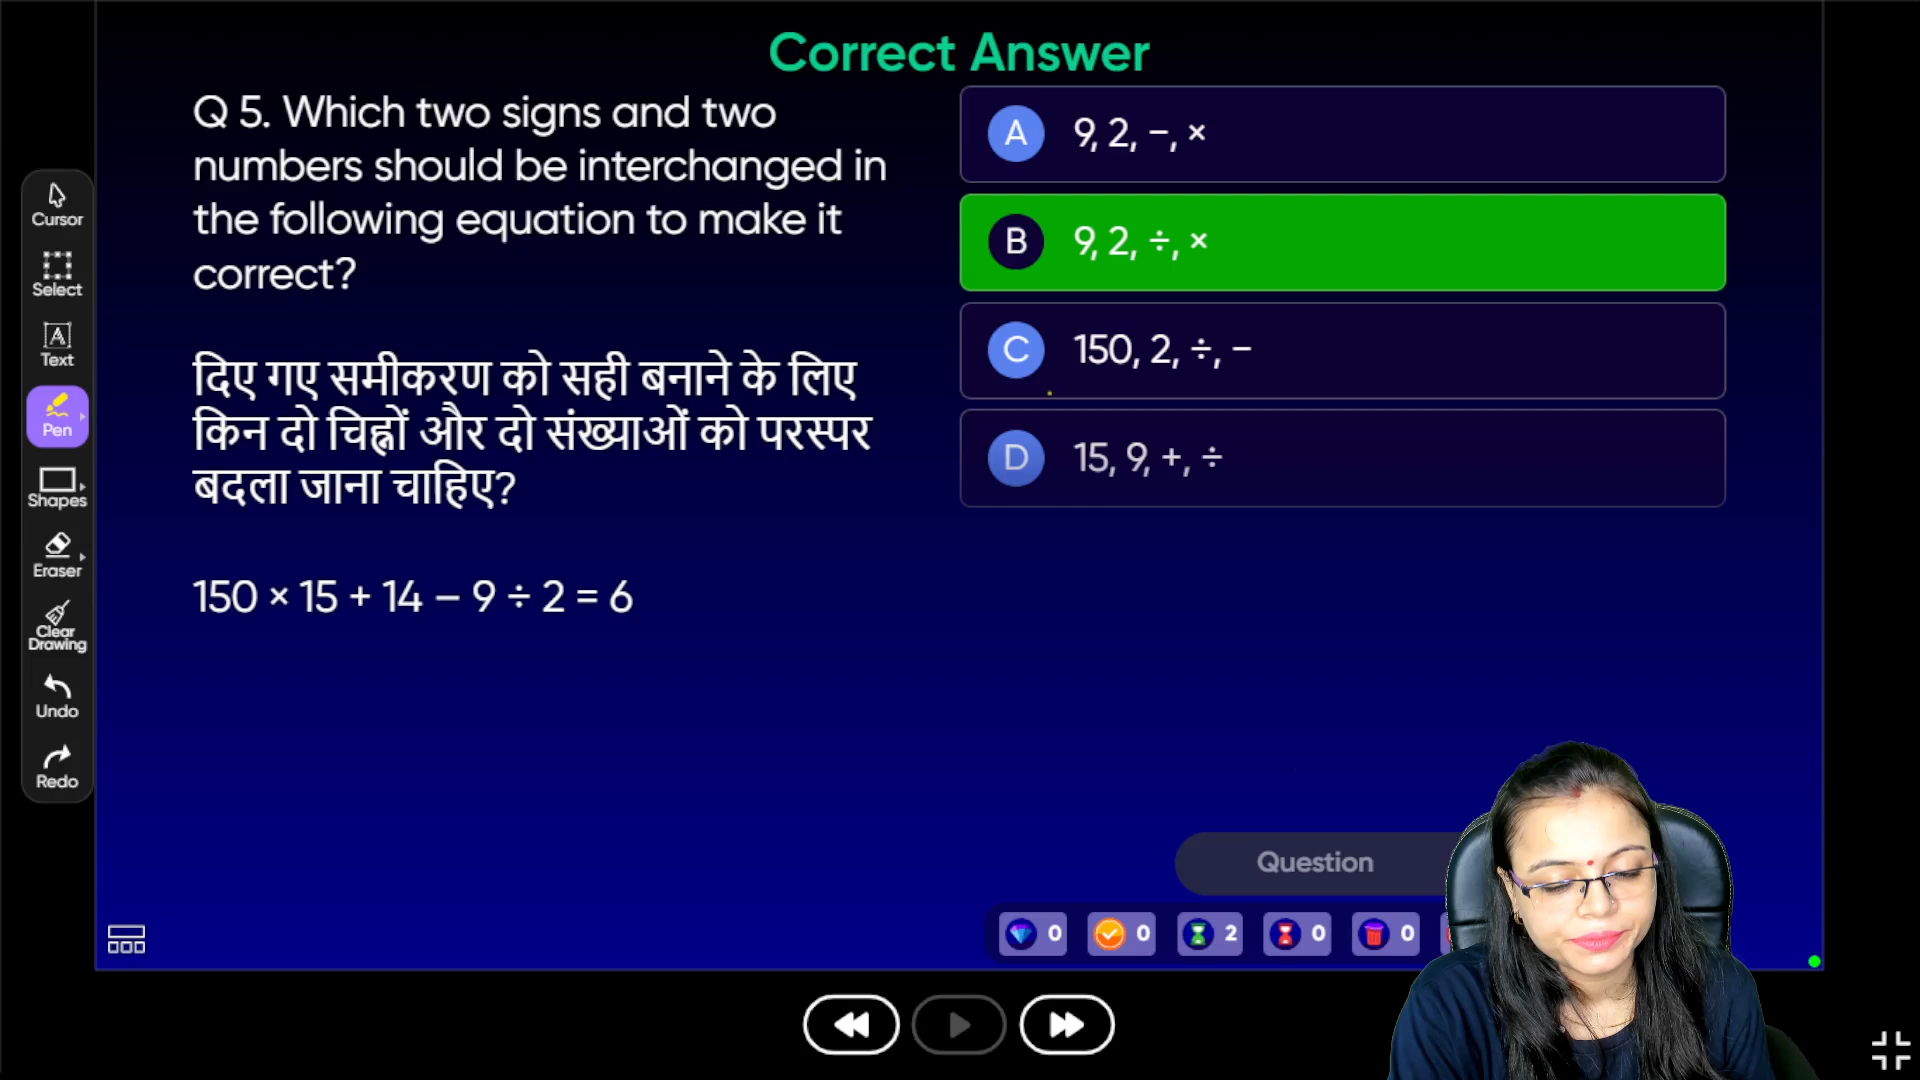 Correct Answer
Q 5. Which two signs and two
numbers should be interchanged in
the following equation to make it
correct?
दिए गए समीकरण को सही बनाने के लिए
किन दो चिह्नों और दो संख्याओं को परस्पर
बदला जाना चाहिए?
150 × 15 + 14 – 9 ÷ 2 = 6
A 9, 2, –, ×
B 9, 2, ÷, ×
C 150, 2, ÷, –
D 15, 9, +, ÷
Cursor
Select
A
Text
Pen
Shapes
Eraser
Clear
Drawing
Undo
Redo
Question
0 0 2 0 0